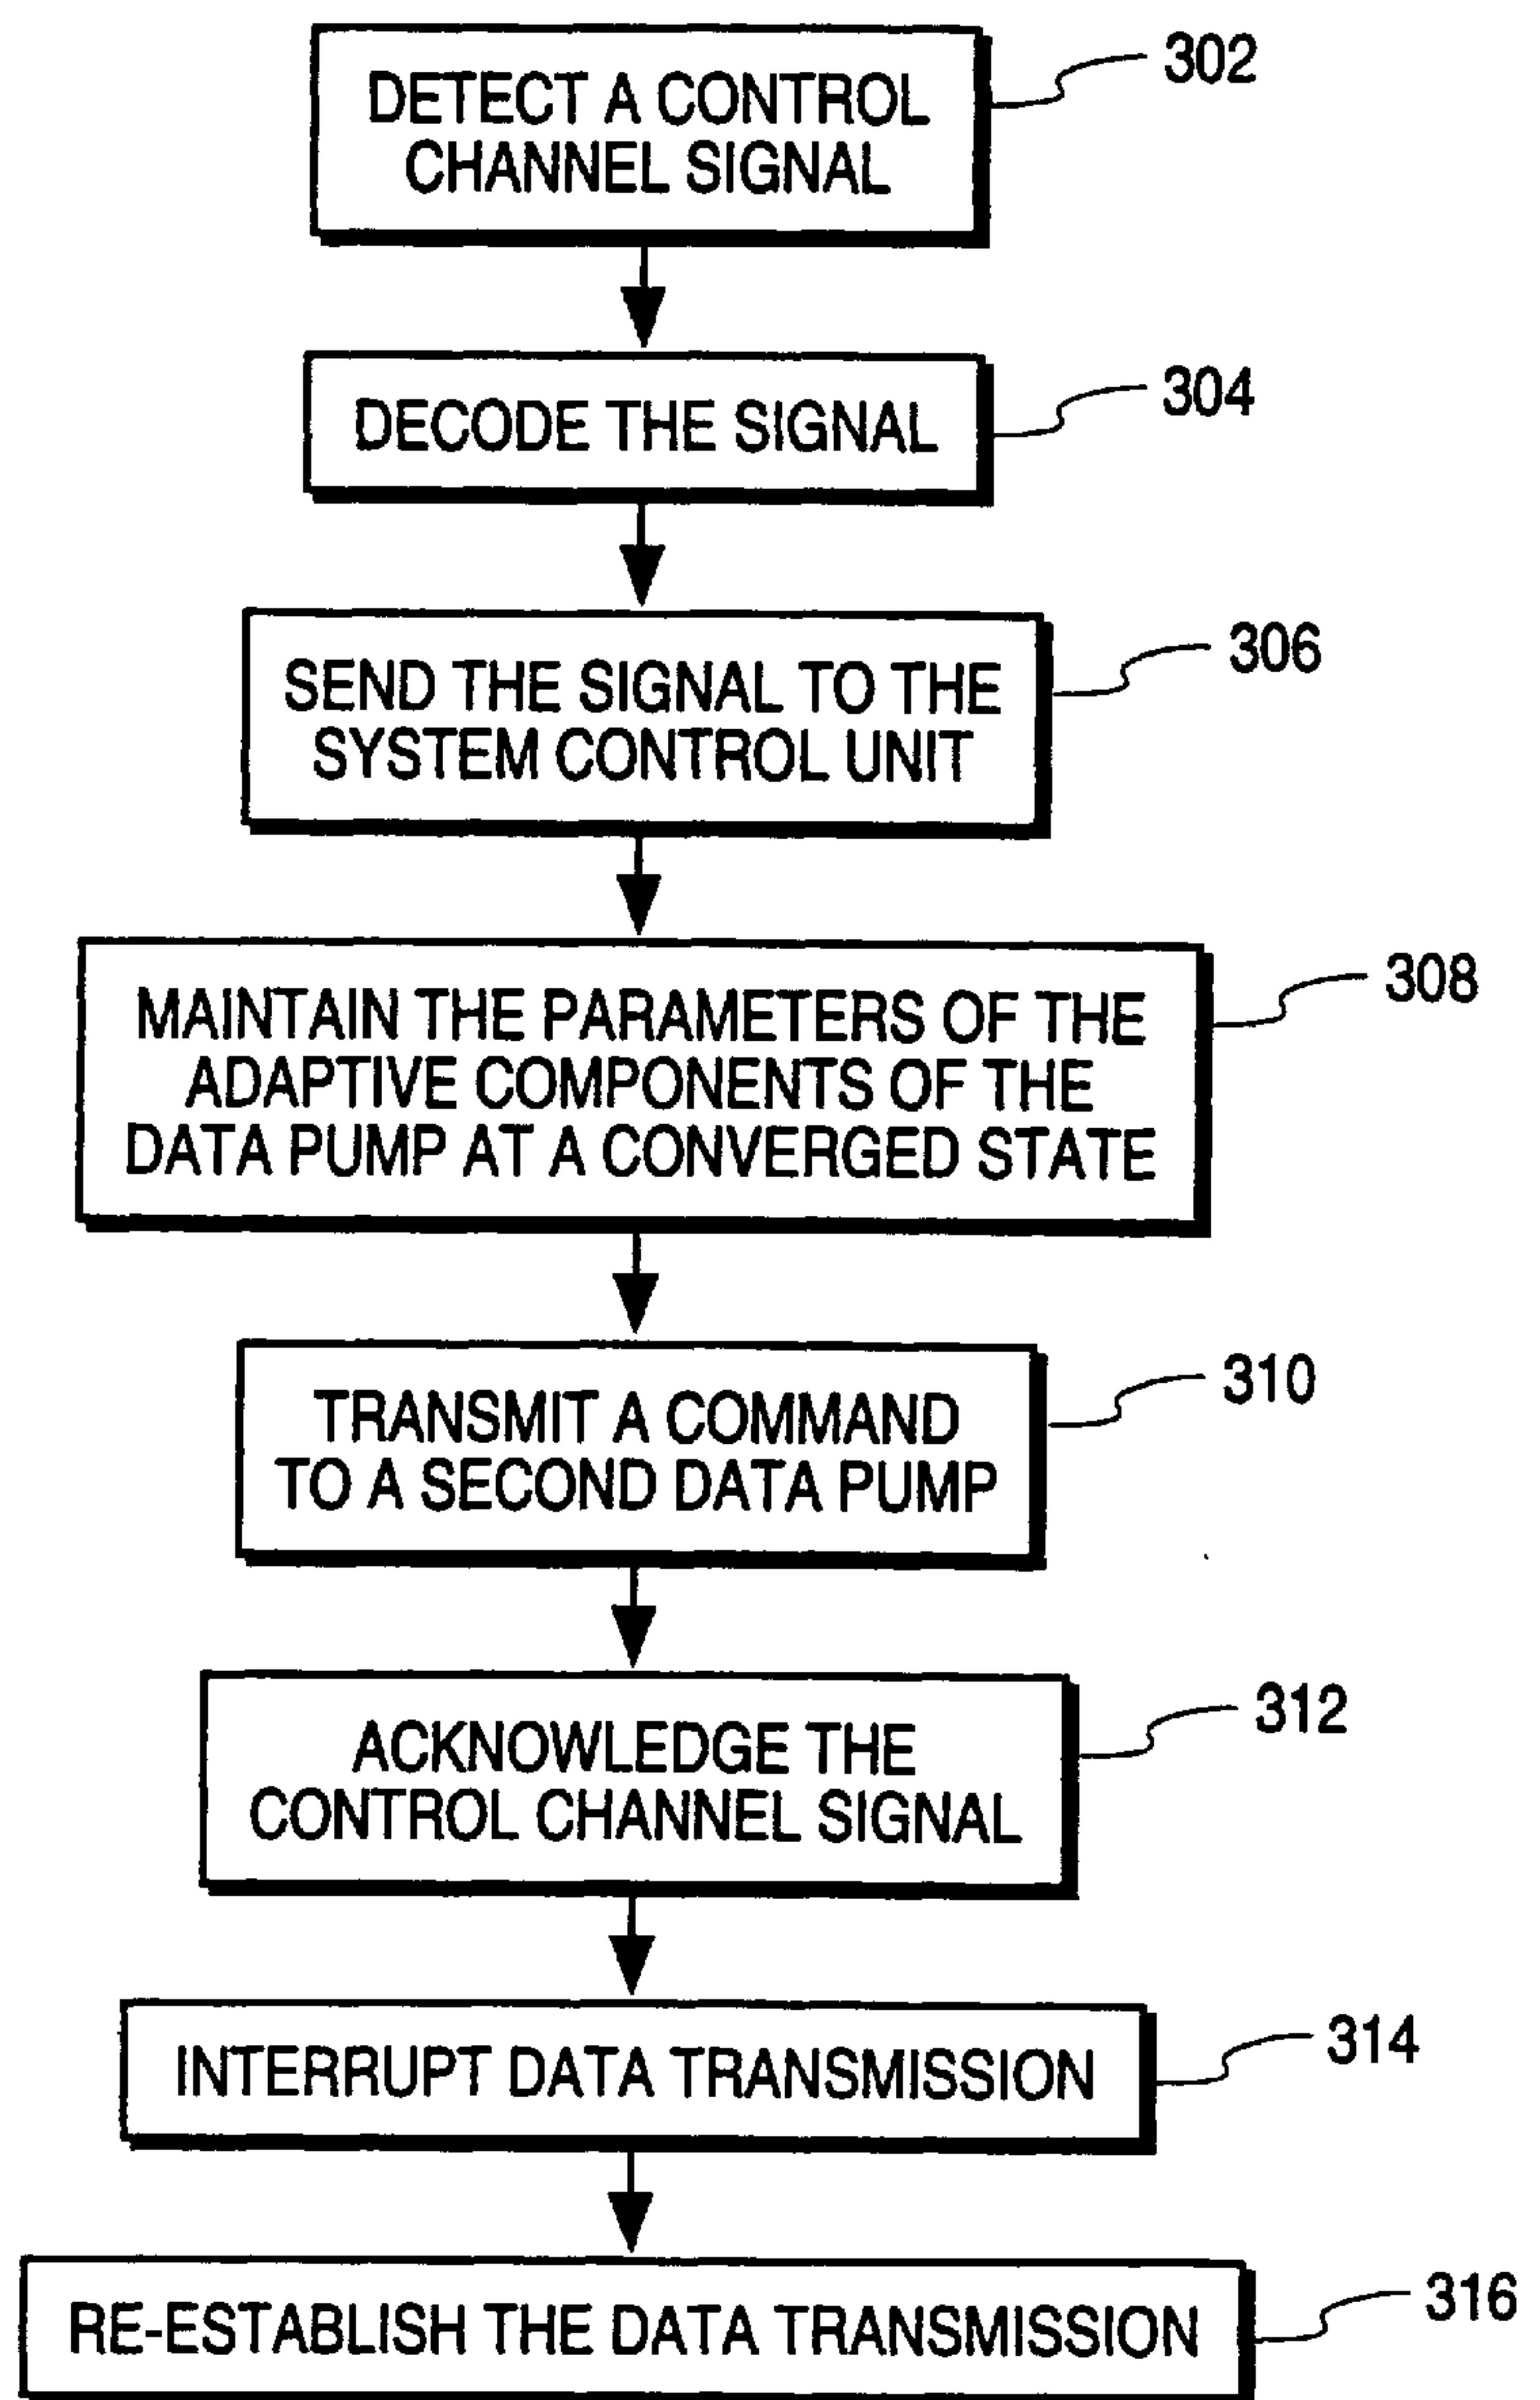 302
DETECT A CONTROL
CHANNEL SIGNAL
304
DECODE THE SIGNAL
306
SEND THE SIGNAL TO THE
SYSTEM CONTROL UNIT
308
MAINTAIN THE PARAMETERS OF THE
ADAPTIVE COMPONENTS OF THE
DATA PUMP AT A CONVERGED STATE
310
TRANSMIT A COMMAND
TO A SECOND DATA PUMP
312
ACKNOWLEDGE THE
CONTROL CHANNEL SIGNAL
314
INTERRUPT DATA TRANSMISSION
316
RE-ESTABLISH THE DATA TRANSMISSION